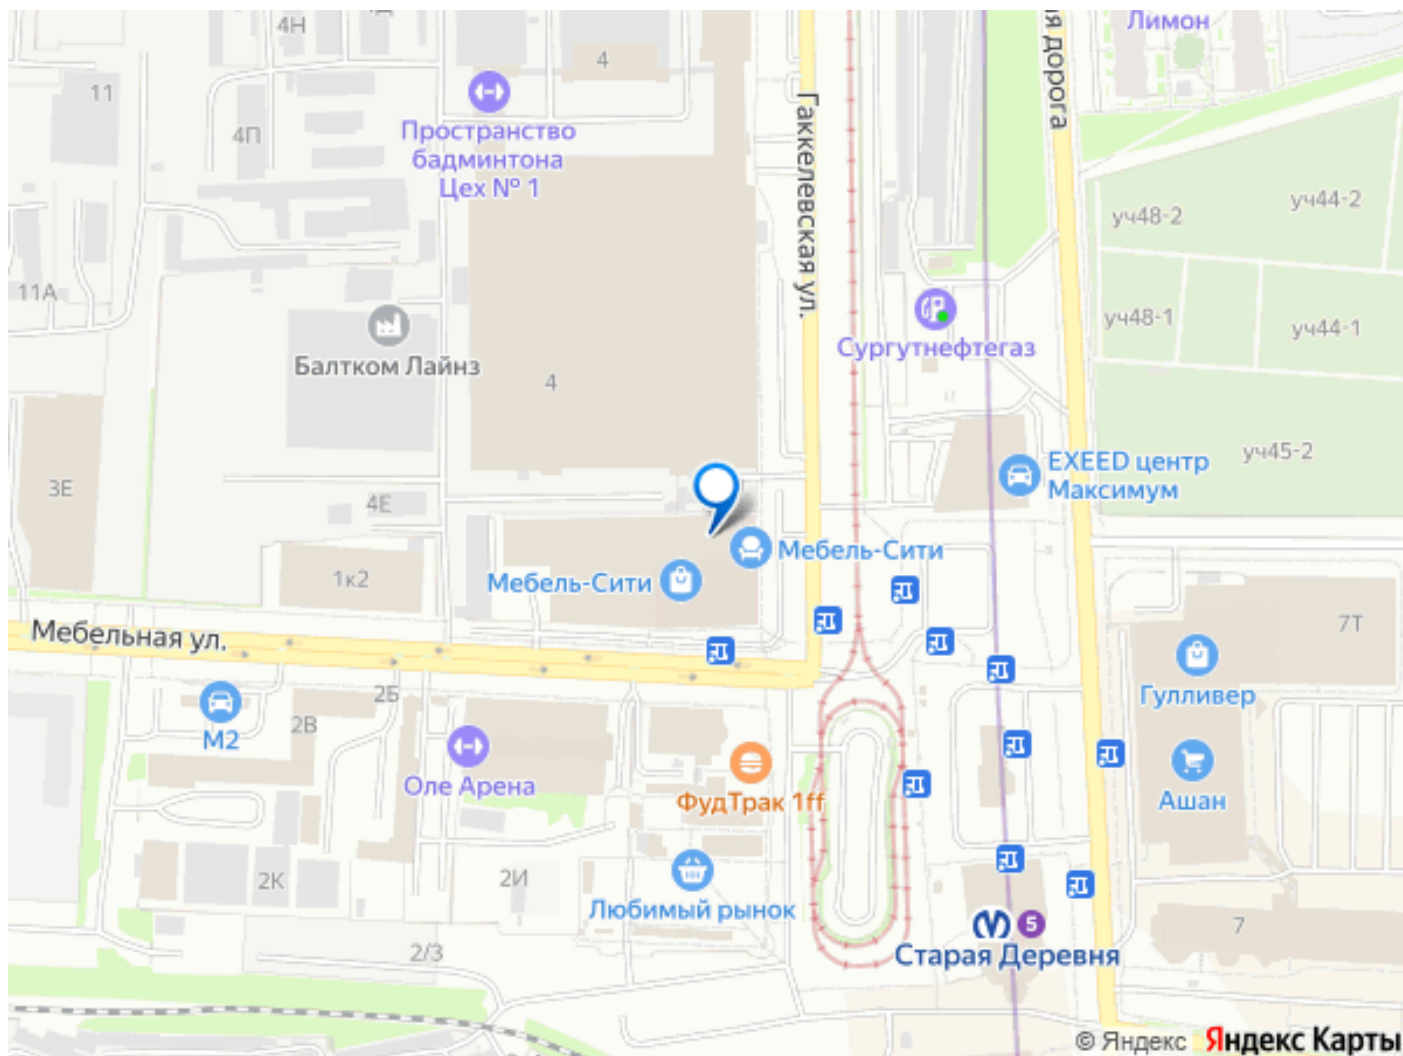 4Н
Лимон
4
11
4П
Пространство
бадминтона
Цех № 1
Гаккелевская ул.
ая дорога
уч48-2
уч44-2
11А
Балтком Лайнз
4
Сургутнефтегаз
уч48-1
уч44-1
3Е
4Е
EXEED центр
Максимум
уч45-2
1к2
Мебель-Сити
Мебель-Сити
Мебельная ул.
7Т
Гулливер
М2
2В
2Б
Оле Арена
ФудТрак 1ff
Ашан
2К
2И
Любимый рынок
2/3
5
Старая Деревня
7
© Яндекс Яндекс Карты